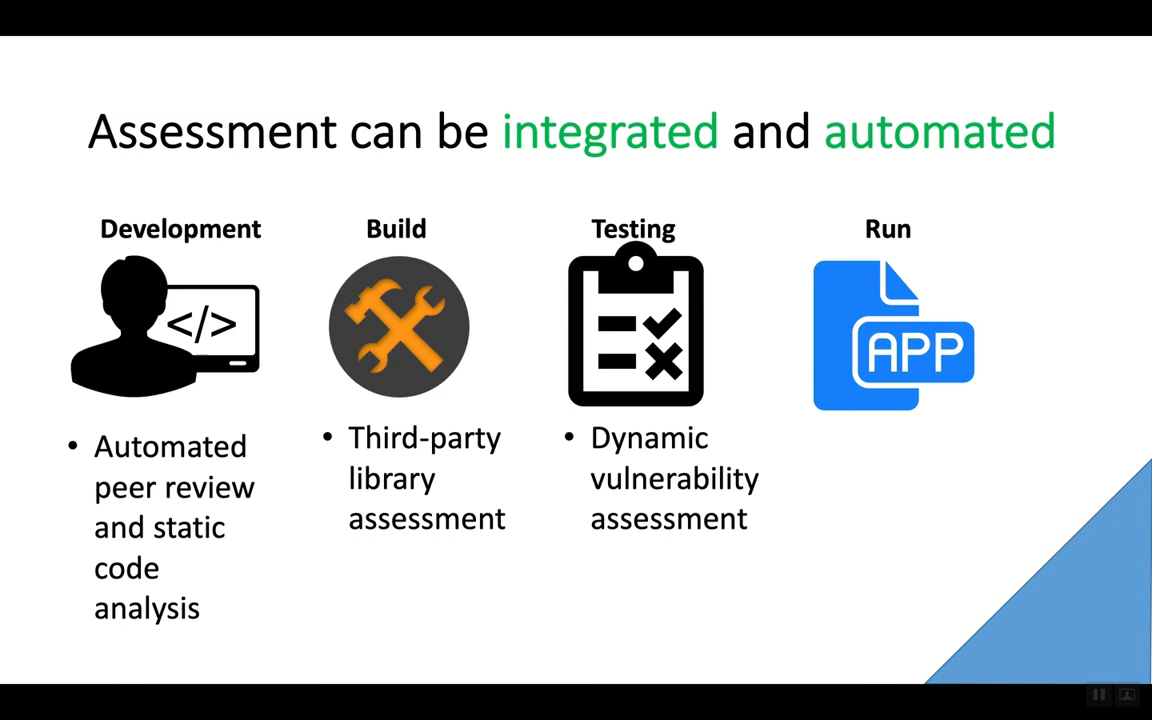 Assessment can be integrated and automated
Development
Build
Testing
Run
</>
APP
• Automated
peer review
and static
code
analysis
• Third-party
library
assessment
• Dynamic
vulnerability
assessment